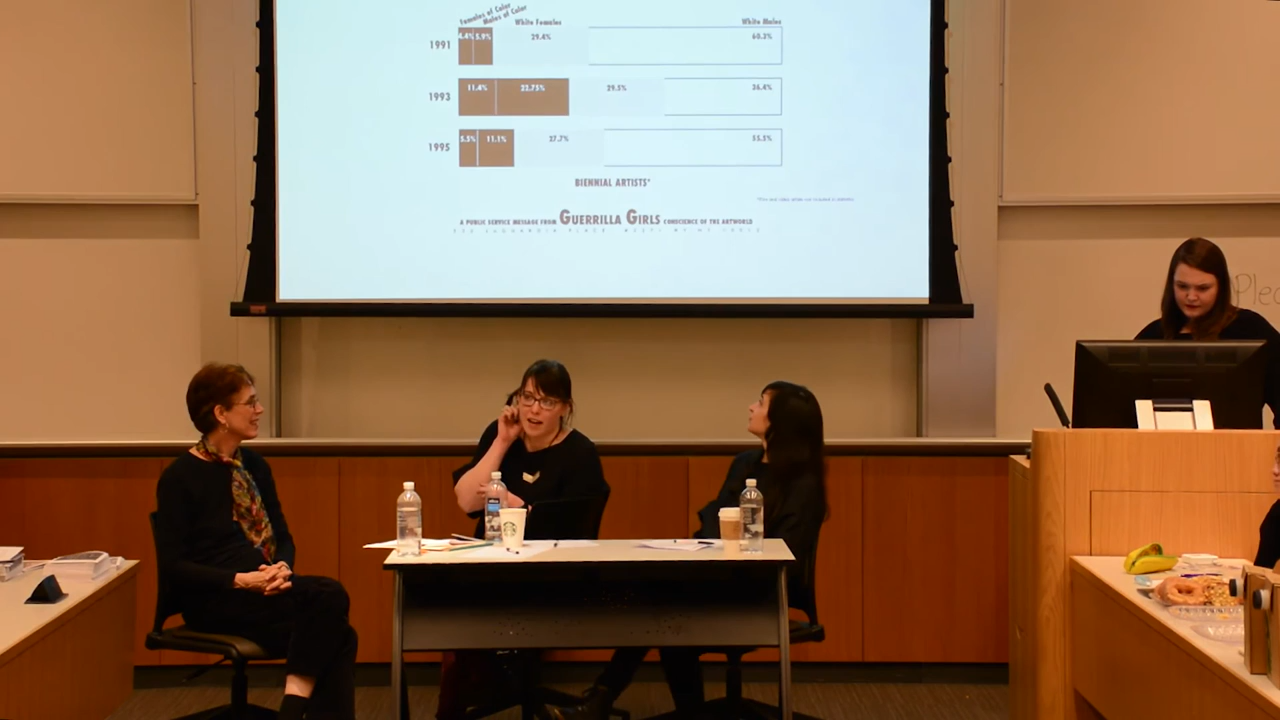 Females of Color
Males of Color
White Females
White Males
1991 4.4% 5.9% 29.4% 60.3%
1993 11.4% 22.75% 29.5% 36.4%
1995 5.5% 11.1% 27.7% 55.5%
BIENNIAL ARTISTS*
A PUBLIC SERVICE MESSAGE FROM GUERRILLA GIRLS CONSCIENCE OF THE ARTWORLD